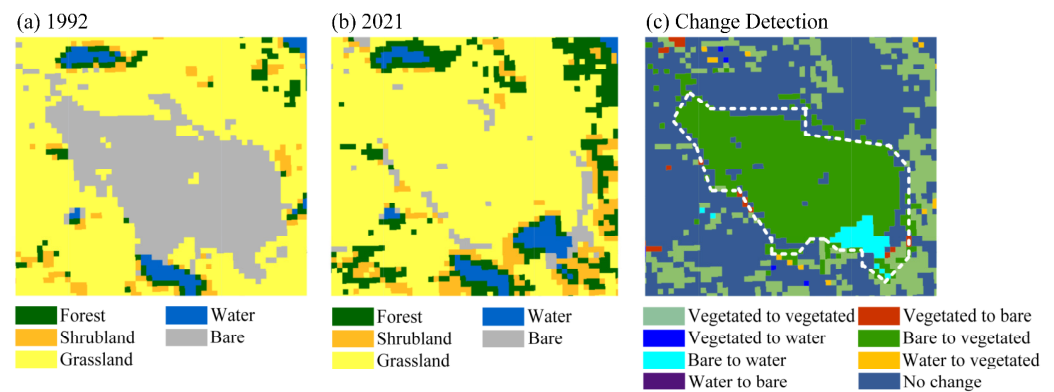 (a) 1992
(b) 2021
(c) Change Detection
Forest
Water
Shrubland
Bare
Grassland
Forest
Water
Shrubland
Bare
Grassland
Vegetated to vegetated
Vegetated to bare
Vegetated to water
Bare to vegetated
Bare to water
Water to vegetated
Water to bare
No change